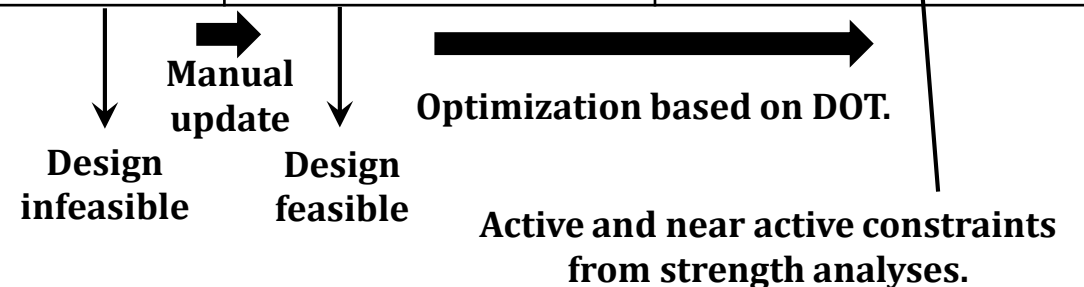 Manual
update
Optimization based on DOT.
Design
infeasible
Design
feasible
Active and near active constraints
from strength analyses.